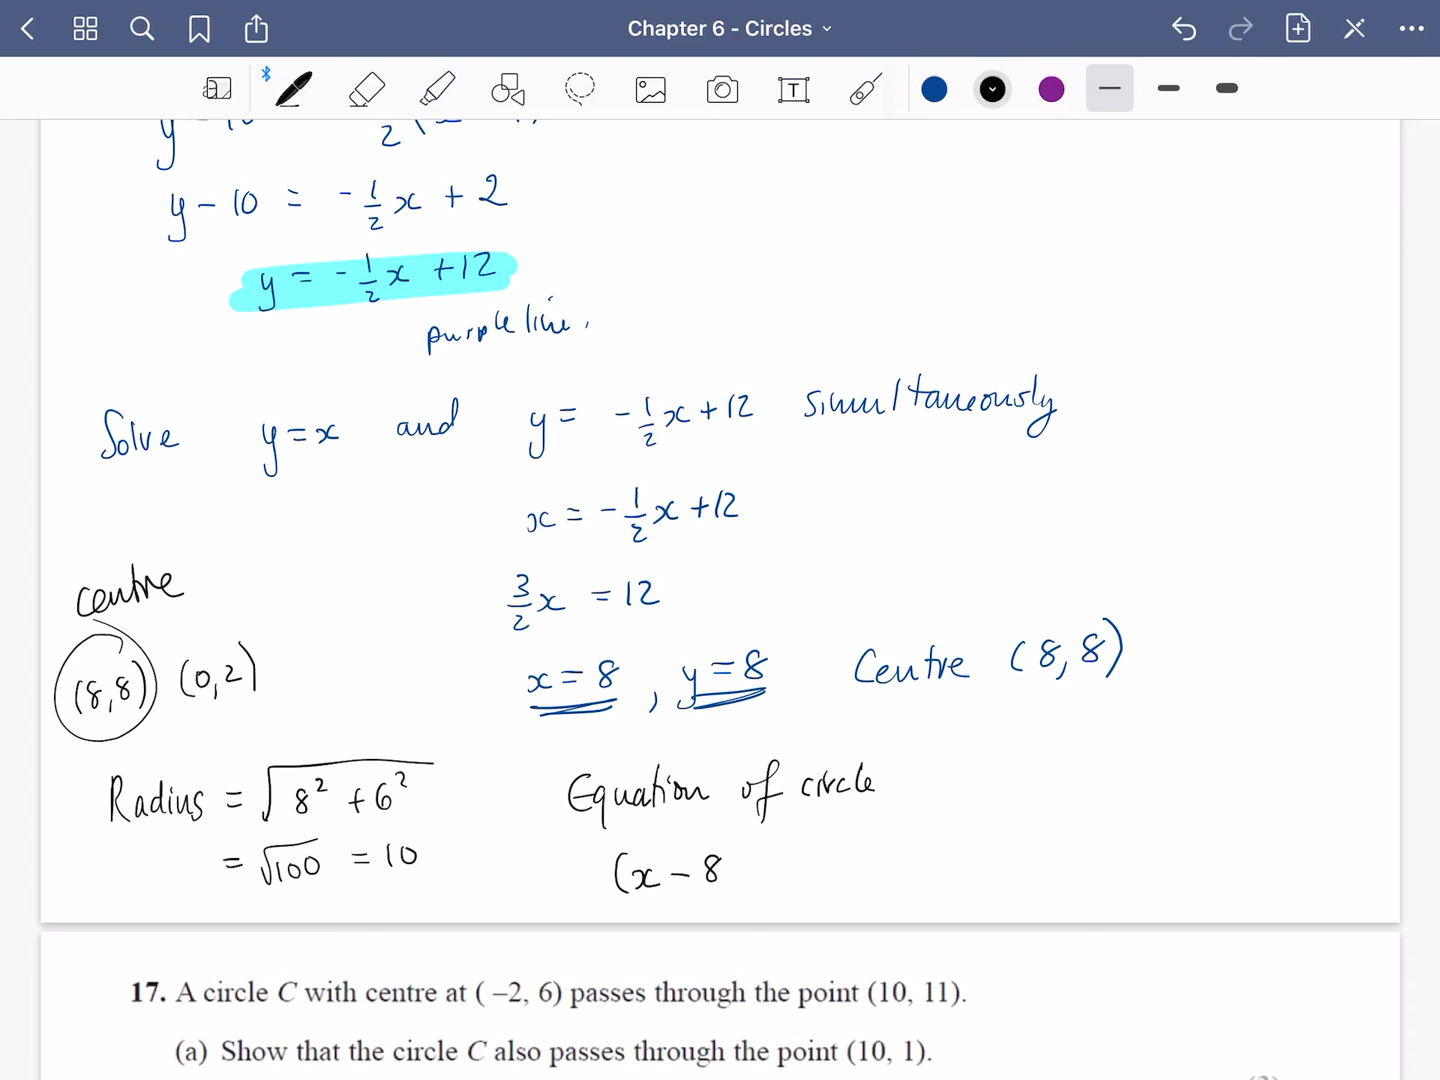 Chapter 6 - Circles
y - 10 = -1/2x + 2
y = -1/2x + 12
purple line.
Solve y = x and y = -1/2x + 12 simultaneously
x = -1/2x + 12
3/2x = 12
centre
(8,8) (0,2)
x = 8, y = 8 Centre (8,8)
Radius = √(8² + 6²)
= √100 = 10
Equation of circle
(x - 8
17. A circle C with centre at ( –2, 6) passes through the point (10, 11).
(a) Show that the circle C also passes through the point (10, 1).